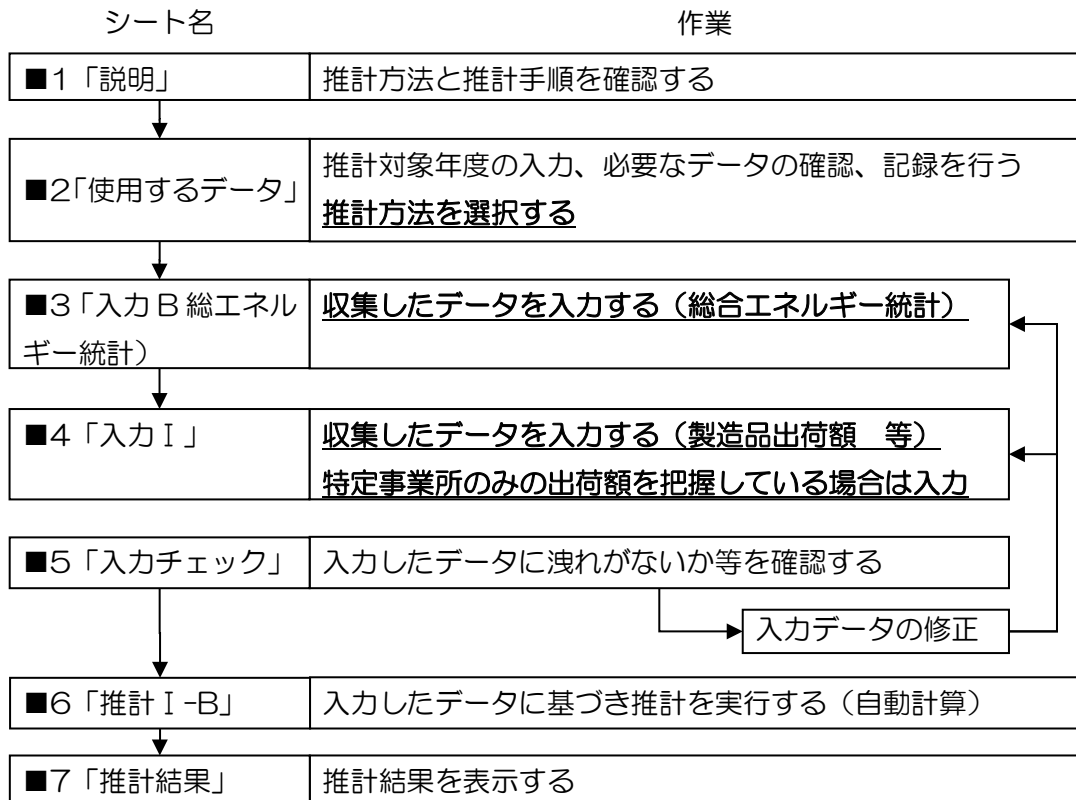 シート名
作業
■1「説明」
推計方法と推計手順を確認する
■2「使用するデータ」
推計対象年度の入力、必要なデータの確認、記録を行う
推計方法を選択する
■3「入力B総エネル
ギー統計）
収集したデータを入力する（総合エネルギー統計）
■4「入力Ⅰ」
収集したデータを入力する（製造品出荷額　等）
特定事業所のみの出荷額を把握している場合は入力
■5「入力チェック」
入力したデータに洩れがないか等を確認する
入力データの修正
■6「推計Ⅰ-B」
入力したデータに基づき推計を実行する（自動計算）
■7「推計結果」
推計結果を表示する